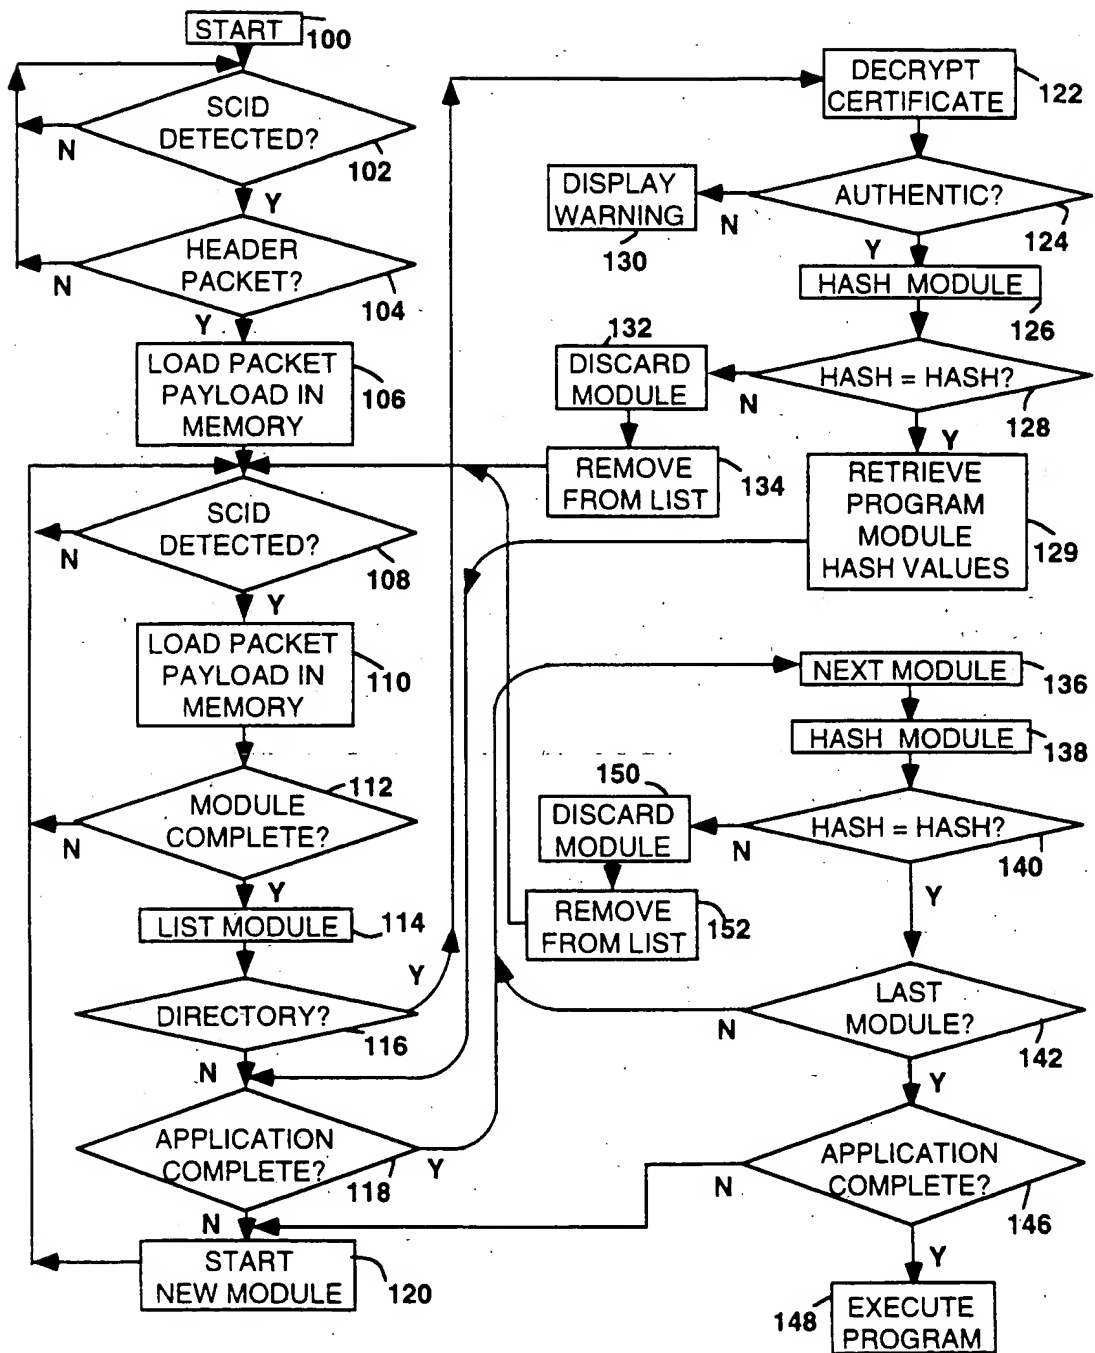 START
100
SCID
DETECTED?
102
N
Y
HEADER
PACKET?
104
N
Y
LOAD PACKET
PAYLOAD IN
MEMORY
106
SCID
DETECTED?
108
N
Y
LOAD PACKET
PAYLOAD IN
MEMORY
110
MODULE
COMPLETE?
112
N
Y
LIST MODULE
114
DIRECTORY?
116
Y
N
APPLICATION
COMPLETE?
118
Y
N
START
NEW MODULE
120
DECRYPT
CERTIFICATE
122
AUTHENTIC?
124
N
Y
DISPLAY
WARNING
130
HASH MODULE
126
HASH = HASH?
128
N
Y
132
DISCARD
MODULE
REMOVE
FROM LIST
134
RETRIEVE
PROGRAM
MODULE
HASH VALUES
129
NEXT MODULE
136
HASH MODULE
138
HASH = HASH?
140
N
Y
150
DISCARD
MODULE
REMOVE
FROM LIST
152
LAST
MODULE?
142
N
Y
APPLICATION
COMPLETE?
146
N
Y
EXECUTE
PROGRAM
148